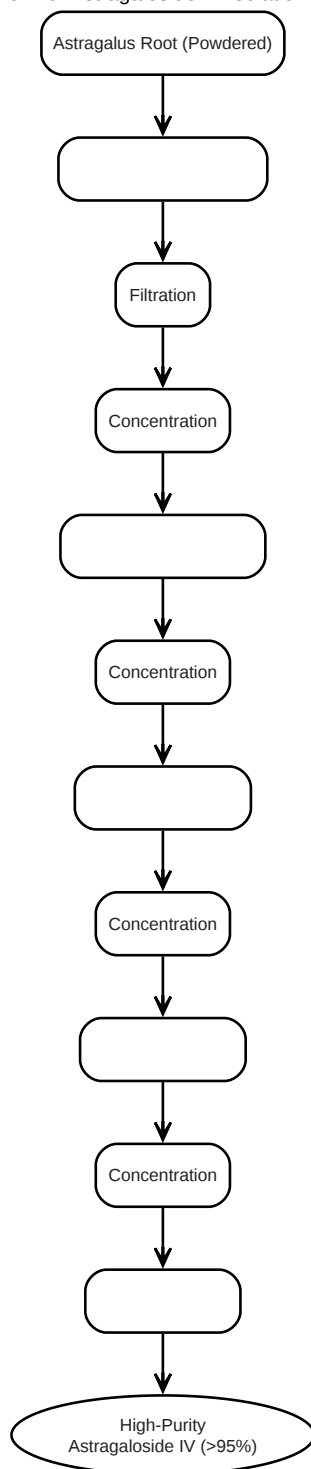 Astragalus Root (Powdered)
Filtration
Concentration
Concentration
Concentration
Concentration
High-Purity
Astragaloside IV (>95%)